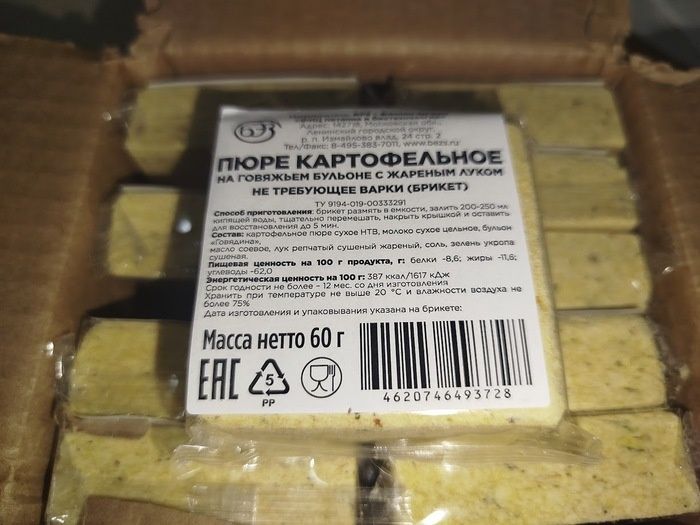 БЭЗ
Адрес: 142718, Московская обл.,
Ленинский городской округ,
р. п. Измайлово влад. 24 стр. 2
Тел/Факс: 8-495-383-7011, www.bezs.ru
ПЮРЕ КАРТОФЕЛЬНОЕ
НА ГОВЯЖЬЕМ БУЛЬОНЕ С ЖАРЕНЫМ ЛУКОМ
НЕ ТРЕБУЮЩЕЕ ВАРКИ (БРИКЕТ)
ТУ 9194-019-00333291
Способ приготовления: брикет размять в емкости, залить 200-250 мл
кипящей воды, тщательно перемешать, накрыть крышкой и оставить
для восстановления до 5 мин.
Состав: картофельное пюре сухое НТВ, молоко сухое цельное, бульон
«Говядина»,
масло соевое, лук репчатый сушеный жареный, соль, зелень укропа
сушеная.
Пищевая ценность на 100 г продукта, г: белки -8,6; жиры -11,6;
углеводы -62,0
Энергетическая ценность на 100 г: 387 ккал/1617 кДж
Срок годности не более – 12 мес. со дня изготовления
Хранить при температуре не выше 20 °С и влажности воздуха не
более 75%
Дата изготовления и упаковывания указана на брикете:
Масса нетто 60 г
ЕАС
5
PP
4620746493728